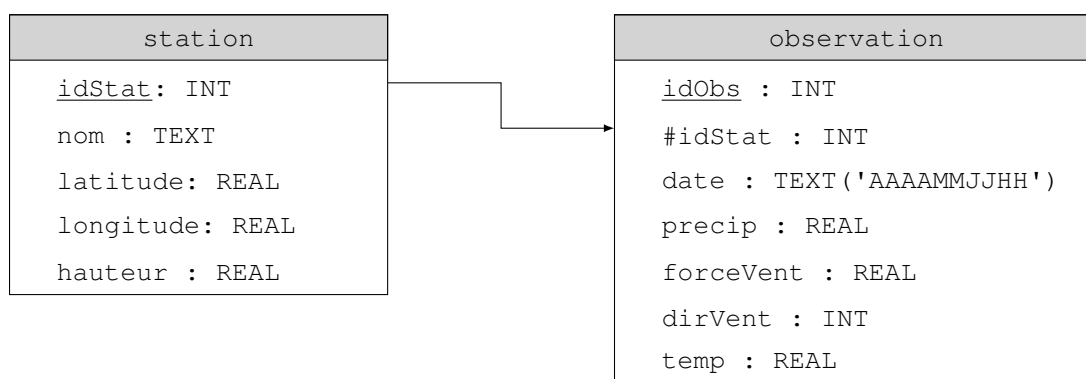 station
idStat: INT
nom : TEXT
latitude: REAL
longitude: REAL
hauteur : REAL
observation
idObs : INT
#idStat : INT
date : TEXT('AAAAMMJJHH')
precip : REAL
forceVent : REAL
dirVent : INT
temp : REAL